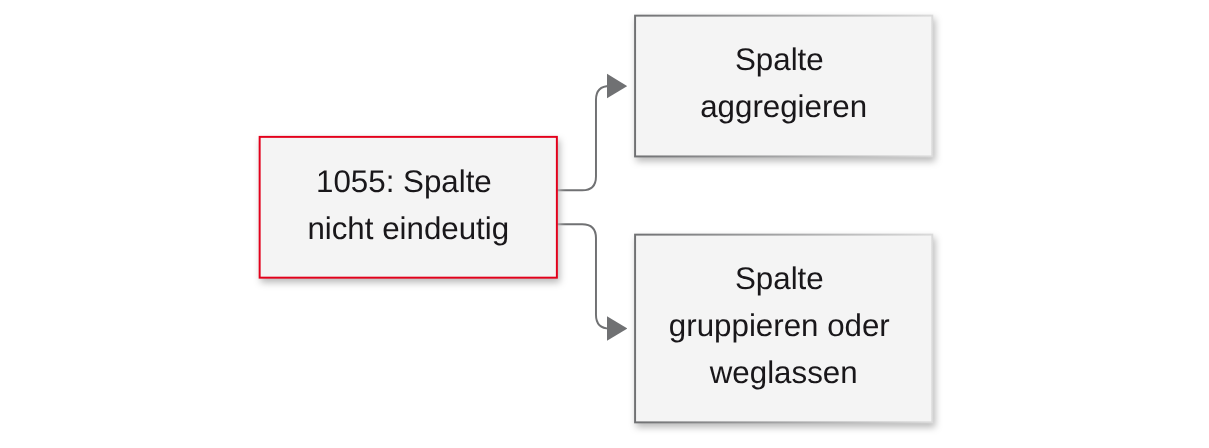 1055: Spalte
nicht eindeutig
Spalte
aggregieren
Spalte
gruppieren oder
weglassen